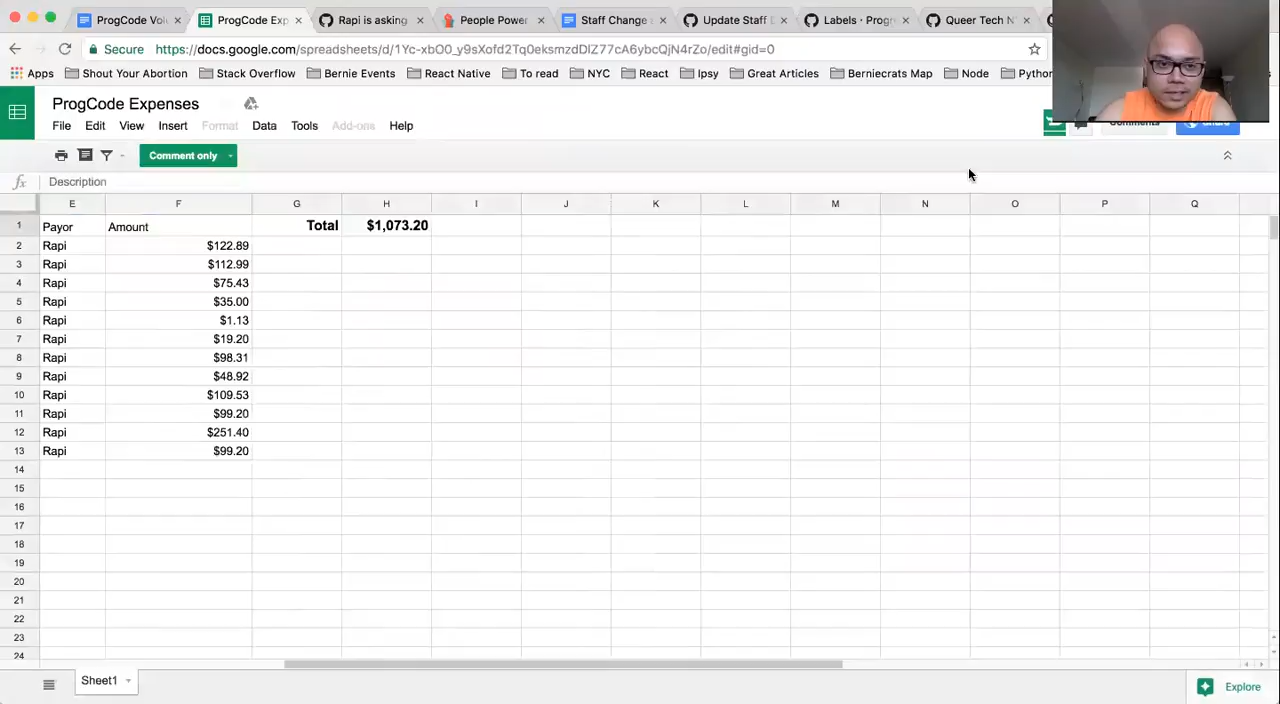 ProgCode Vol
ProgCode Exp
Rapi is asking
People Power
Staff Change
Update Staff D
Labels · Progr
Queer Tech N
Secure https://docs.google.com/spreadsheets/d/1Yc-xbO0_y9sXofd2Tq0eksmzdDIZ77cA6ybcQjN4rZo/edit#gid=0
Apps Shout Your Abortion Stack Overflow Bernie Events React Native To read NYC React Ipsy Great Articles Berniecrats Map Node Python
ProgCode Expenses
File Edit View Insert Format Data Tools Add-ons Help
Comments
Comment only
fx Description
E F G H I J K L M N O P Q
1 Payor Amount Total $1,073.20
2 Rapi $122.89
3 Rapi $112.99
4 Rapi $75.43
5 Rapi $35.00
6 Rapi $1.13
7 Rapi $19.20
8 Rapi $98.31
9 Rapi $48.92
10 Rapi $109.53
11 Rapi $99.20
12 Rapi $251.40
13 Rapi $99.20
14
15
16
17
18
19
20
21
22
23
24
Sheet1
Explore